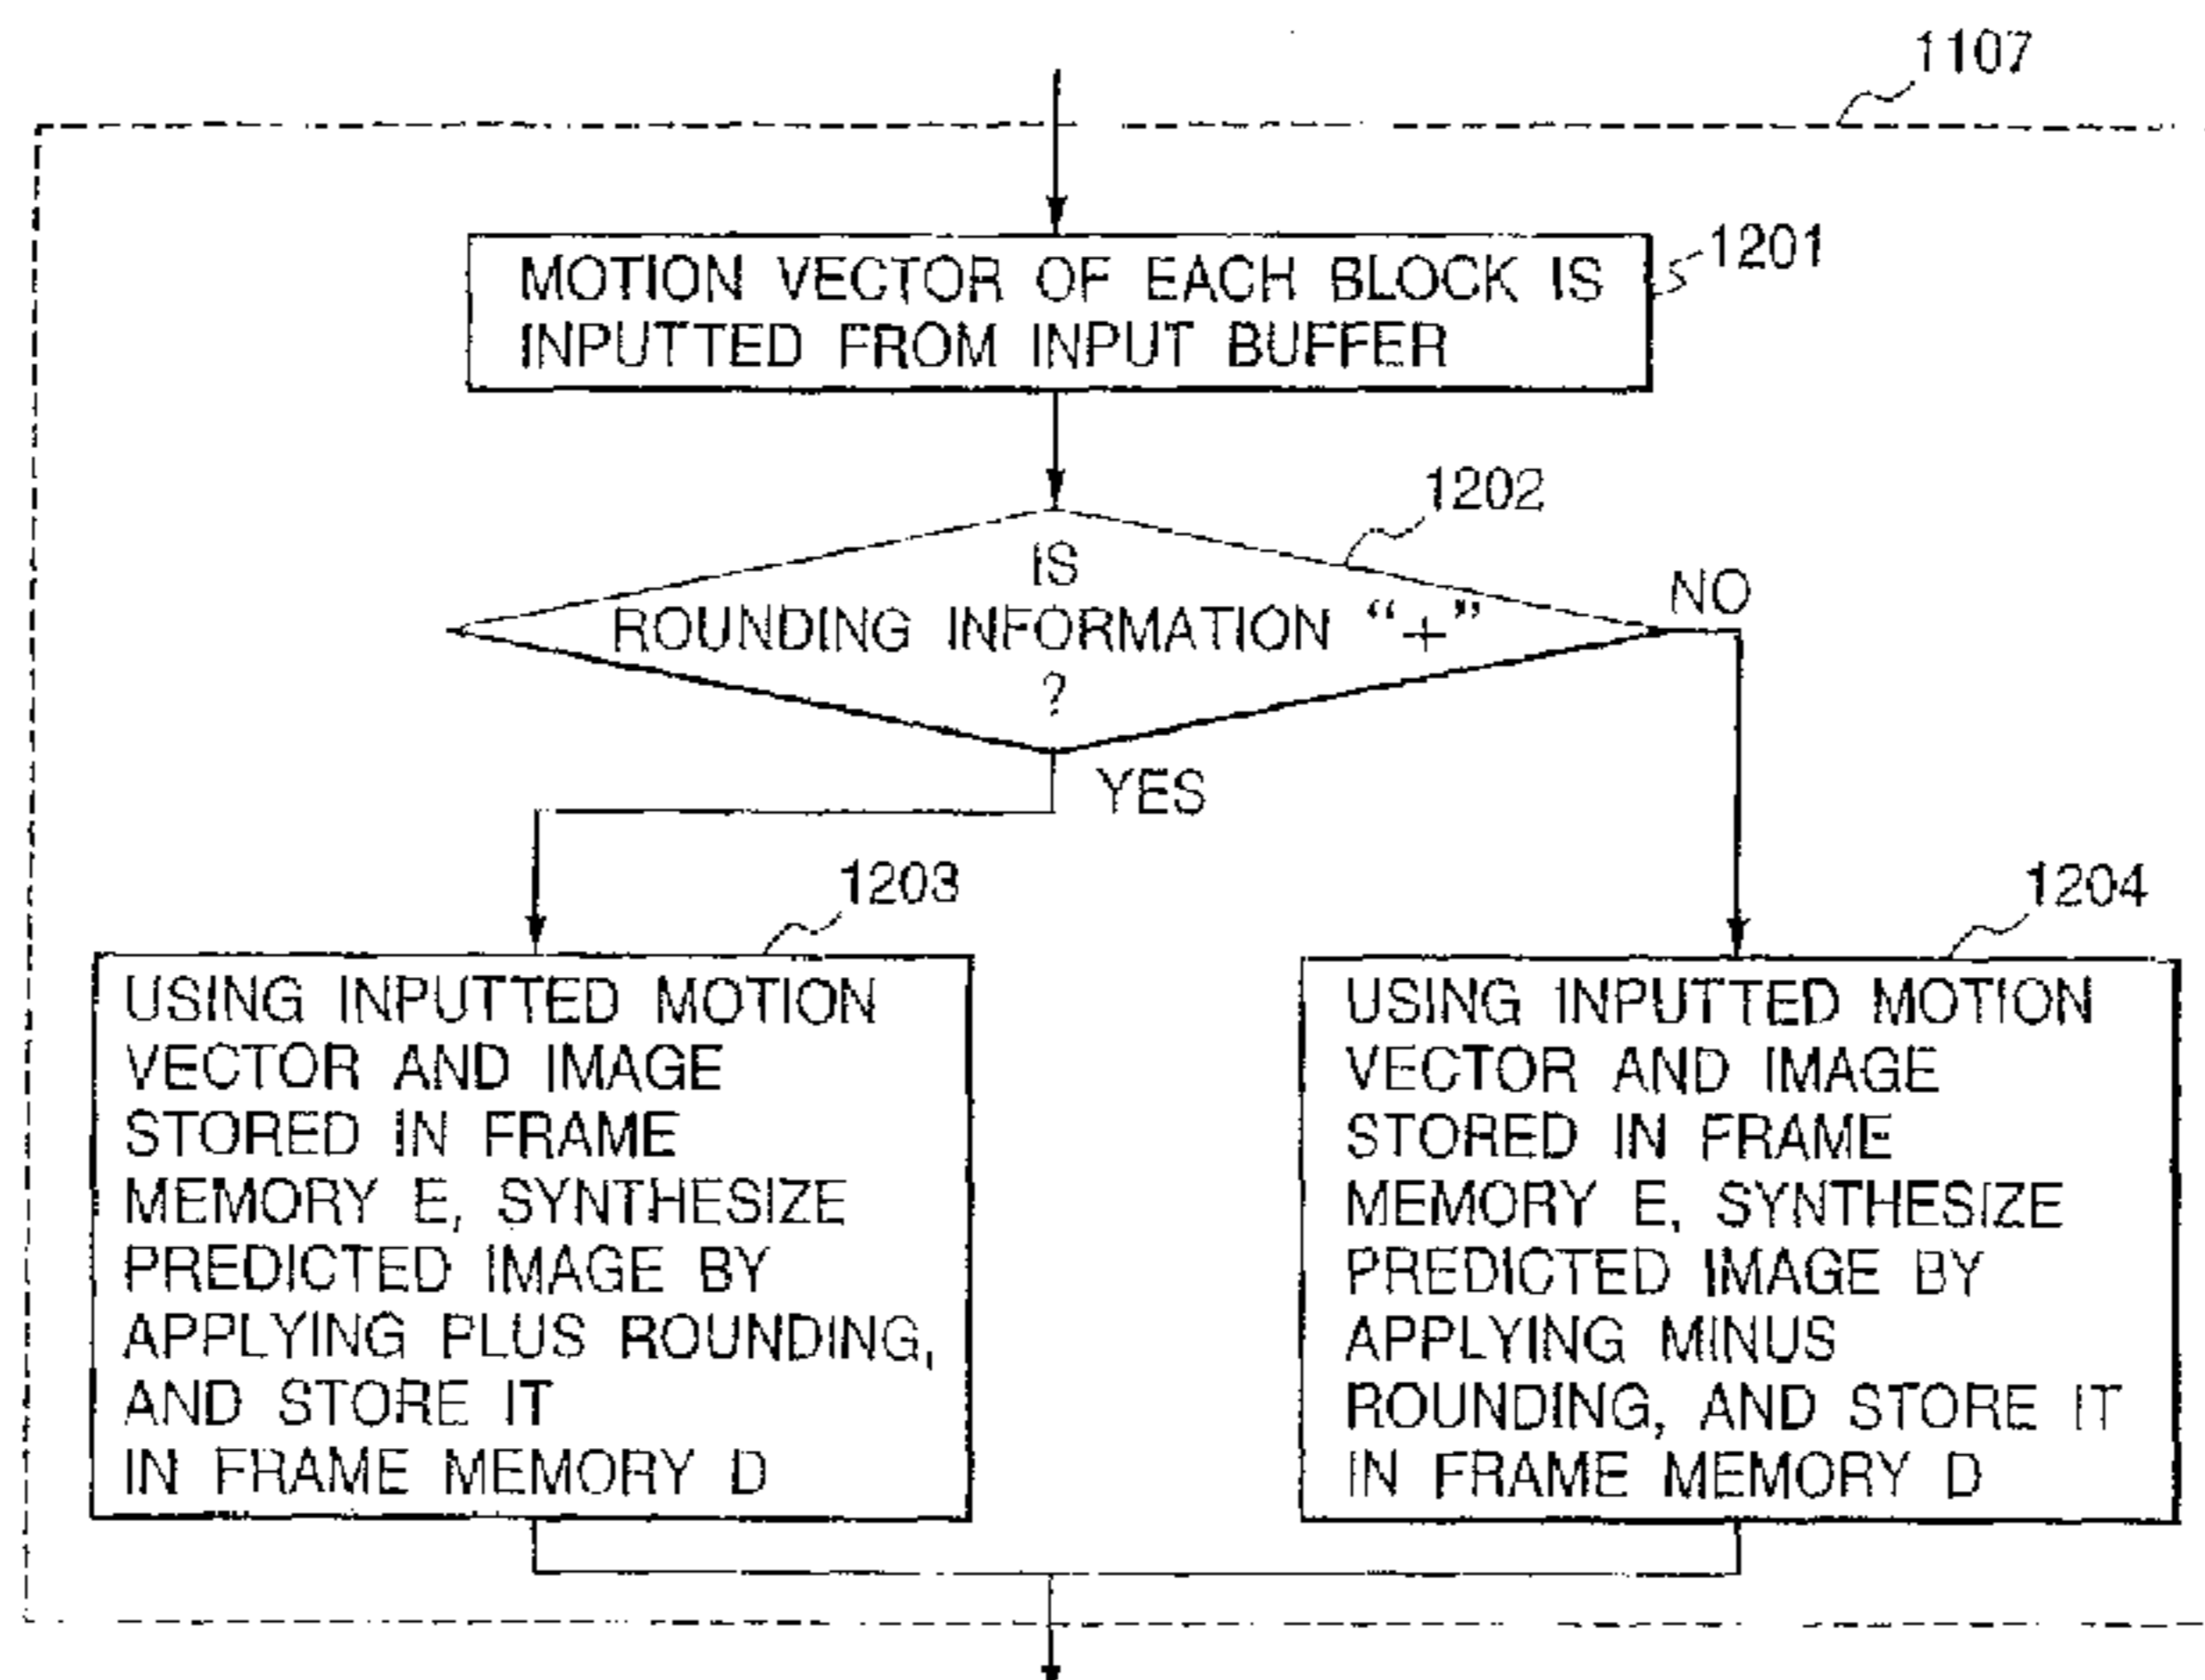 1107
MOTION VECTOR OF EACH BLOCK IS
INPUTTED FROM INPUT BUFFER
1201
1202
IS
ROUNDING INFORMATION “+”
?
NO
YES
1203
USING INPUTTED MOTION
VECTOR AND IMAGE
STORED IN FRAME
MEMORY E, SYNTHESIZE
PREDICTED IMAGE BY
APPLYING PLUS ROUNDING,
AND STORE IT
IN FRAME MEMORY D
1204
USING INPUTTED MOTION
VECTOR AND IMAGE
STORED IN FRAME
MEMORY E, SYNTHESIZE
PREDICTED IMAGE BY
APPLYING MINUS
ROUNDING, AND STORE IT
IN FRAME MEMORY D